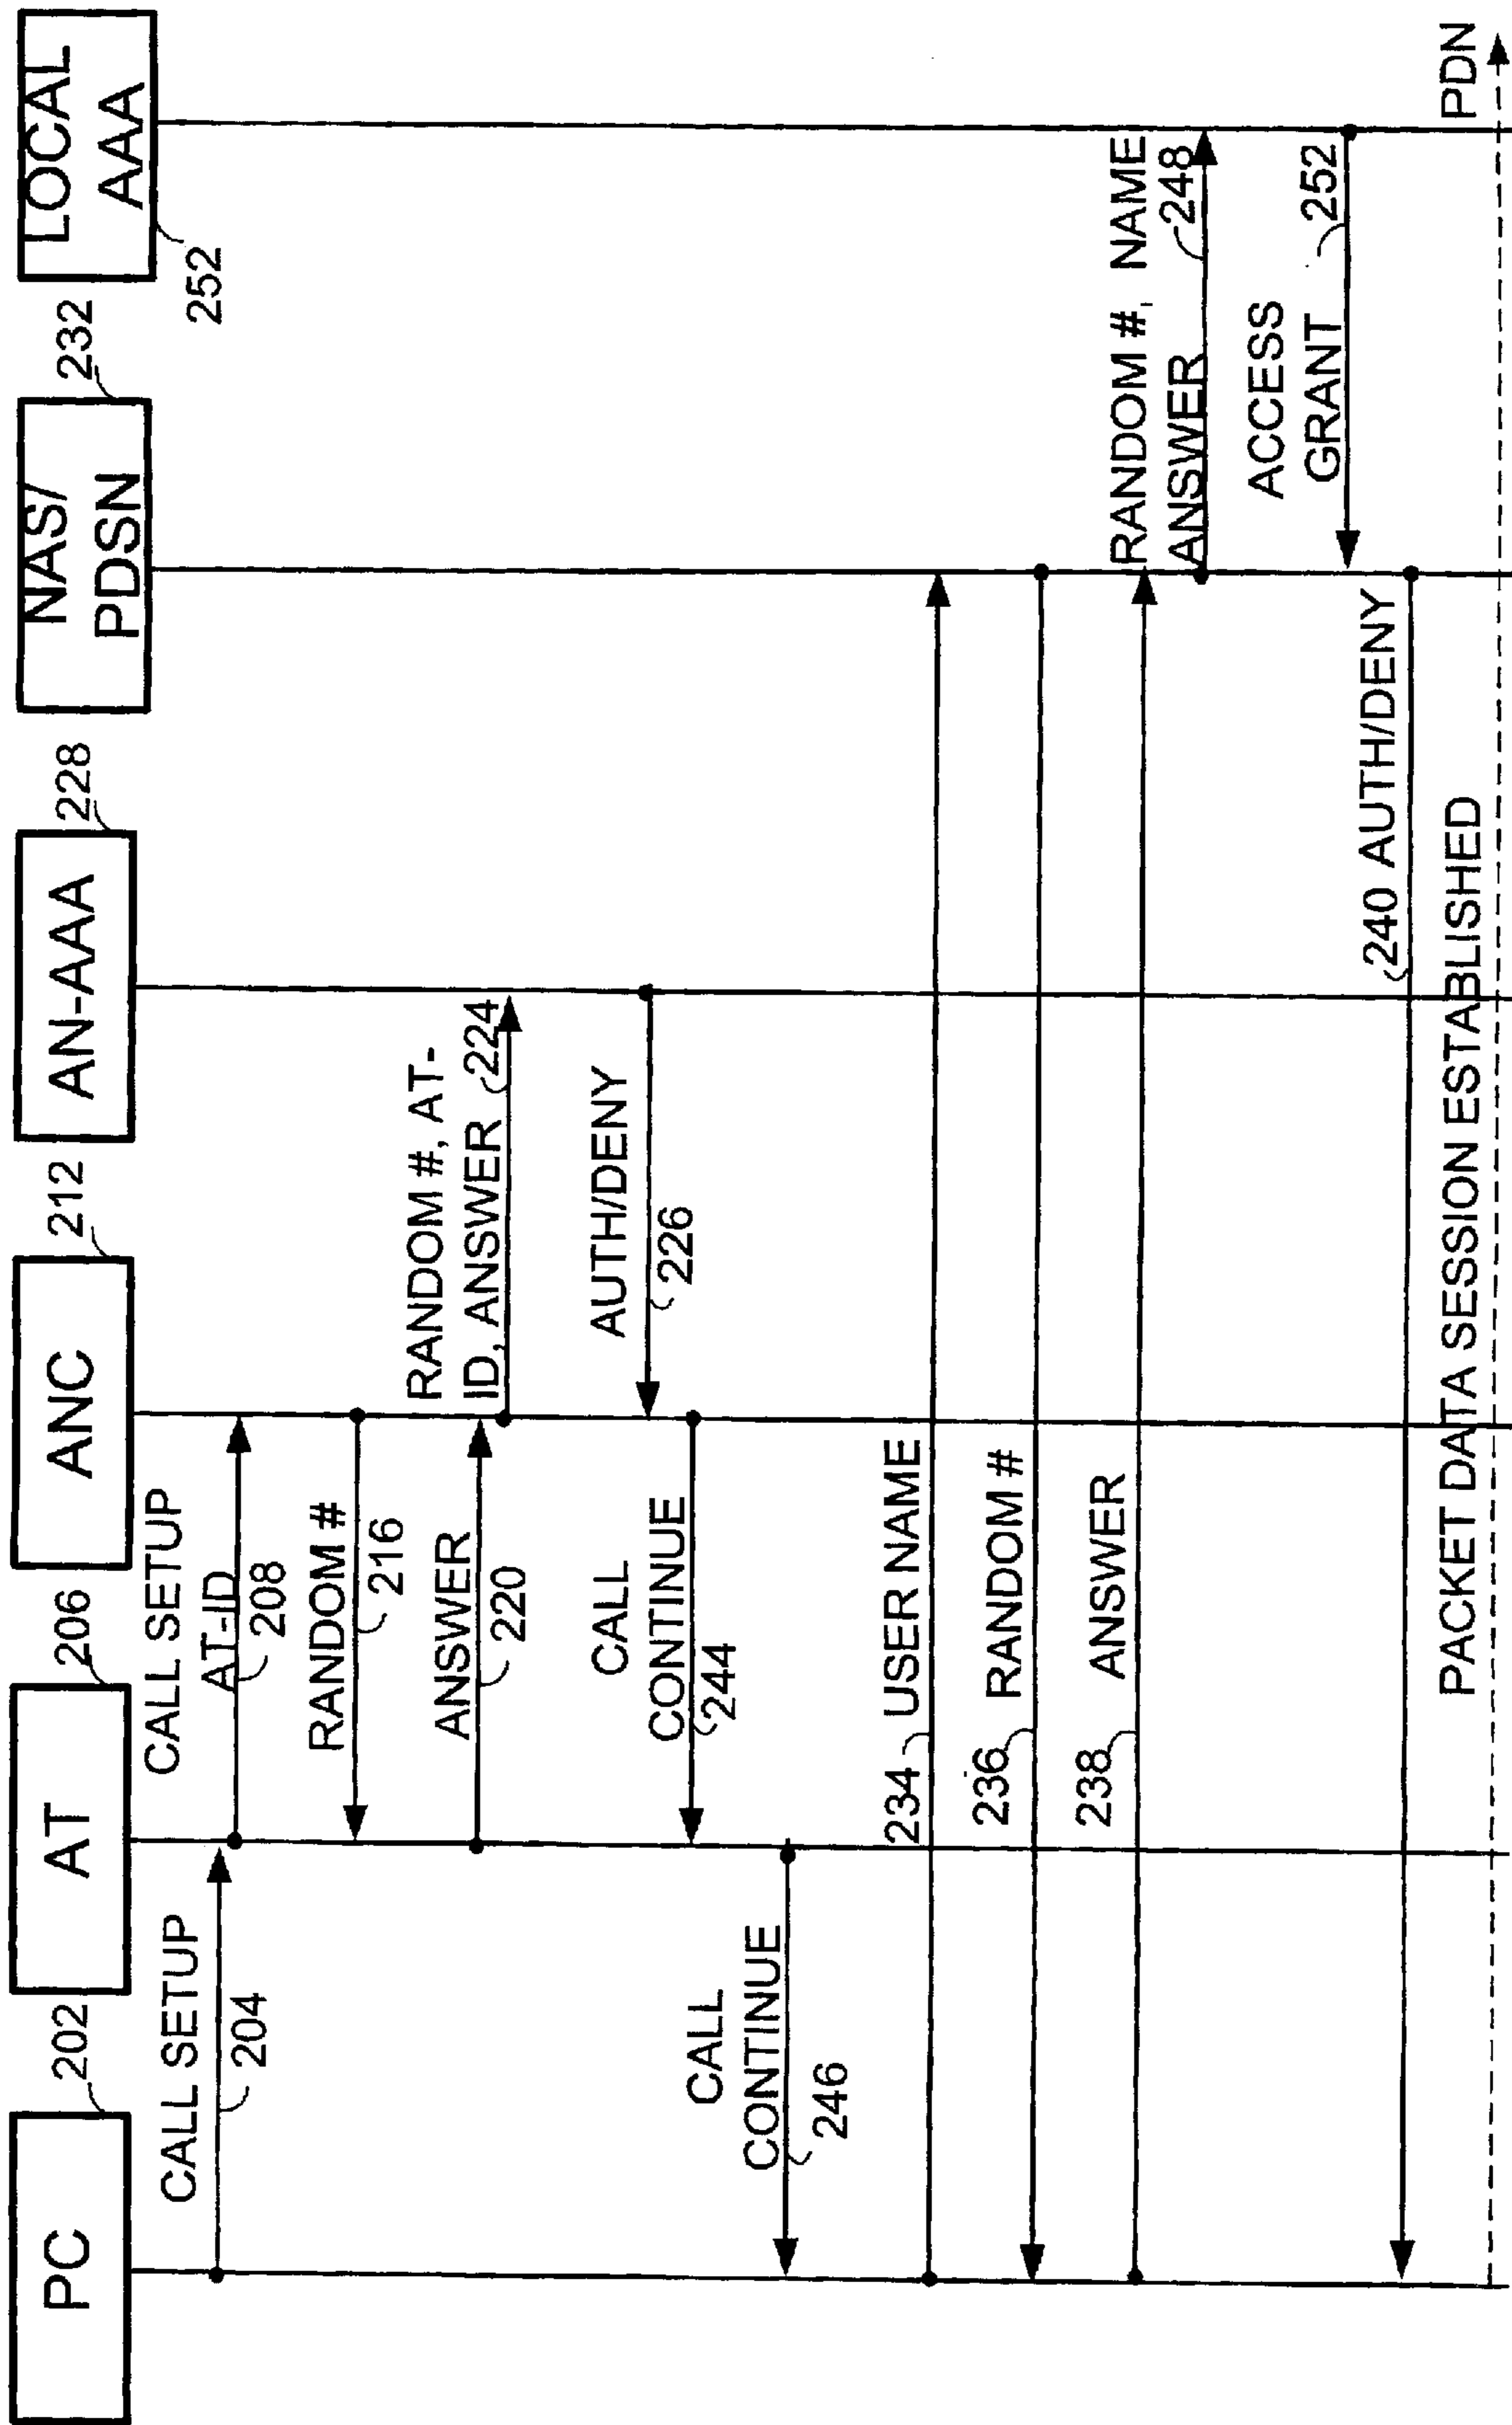 PC
202
AT
206
ANC
212
AN-AAA
228
NAS/
PDSN
232
LOCAL
AAA
252
CALL SETUP
204
CALL SETUP
AT-ID
208
RANDOM #
216
ANSWER
220
RANDOM #, AT-
ID, ANSWER
224
AUTH/DENY
226
CALL
CONTINUE
244
CALL
CONTINUE
246
234 USER NAME
236 RANDOM #
238 ANSWER
RANDOM #, NAME
ANSWER 248
ACCESS
GRANT 252
240 AUTH/DENY
PACKET DATA SESSION ESTABLISHED
PDN